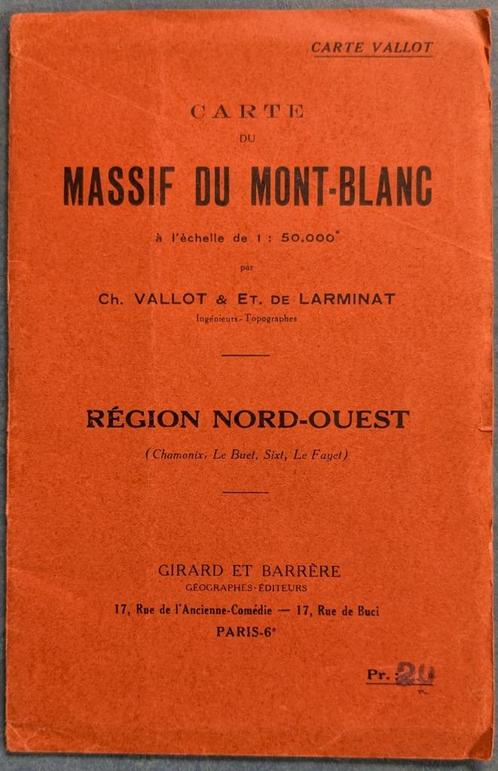 CARTE VALLOT
CARTE
DU
MASSIF DU MONT-BLANC
à l'échelle de 1 : 50.000e
par
Ch. VALLOT & ET. DE LARMINAT
Ingénieurs-Topographes
RÉGION NORD-OUEST
(Chamonix, Le Buet, Sixt, Le Fayet)
GIRARD ET BARRÈRE
GÉOGRAPHES-ÉDITEURS
17, Rue de l'Ancienne-Comédie — 17, Rue de Buci
PARIS-6e
Pr. : 20